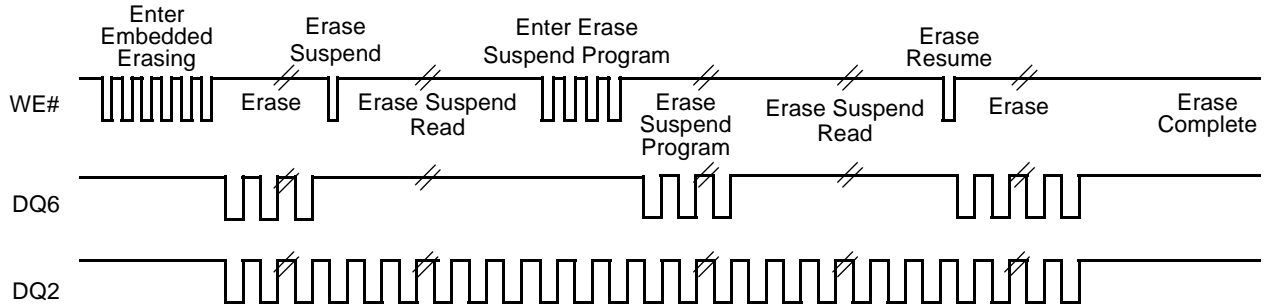 Enter
Embedded
Erasing
Erase
Suspend
Enter Erase
Suspend Program
Erase
Resume
WE#
Erase
Erase Suspend
Read
Erase
Suspend
Program
Erase Suspend
Read
Erase
Erase
Complete
DQ6
DQ2